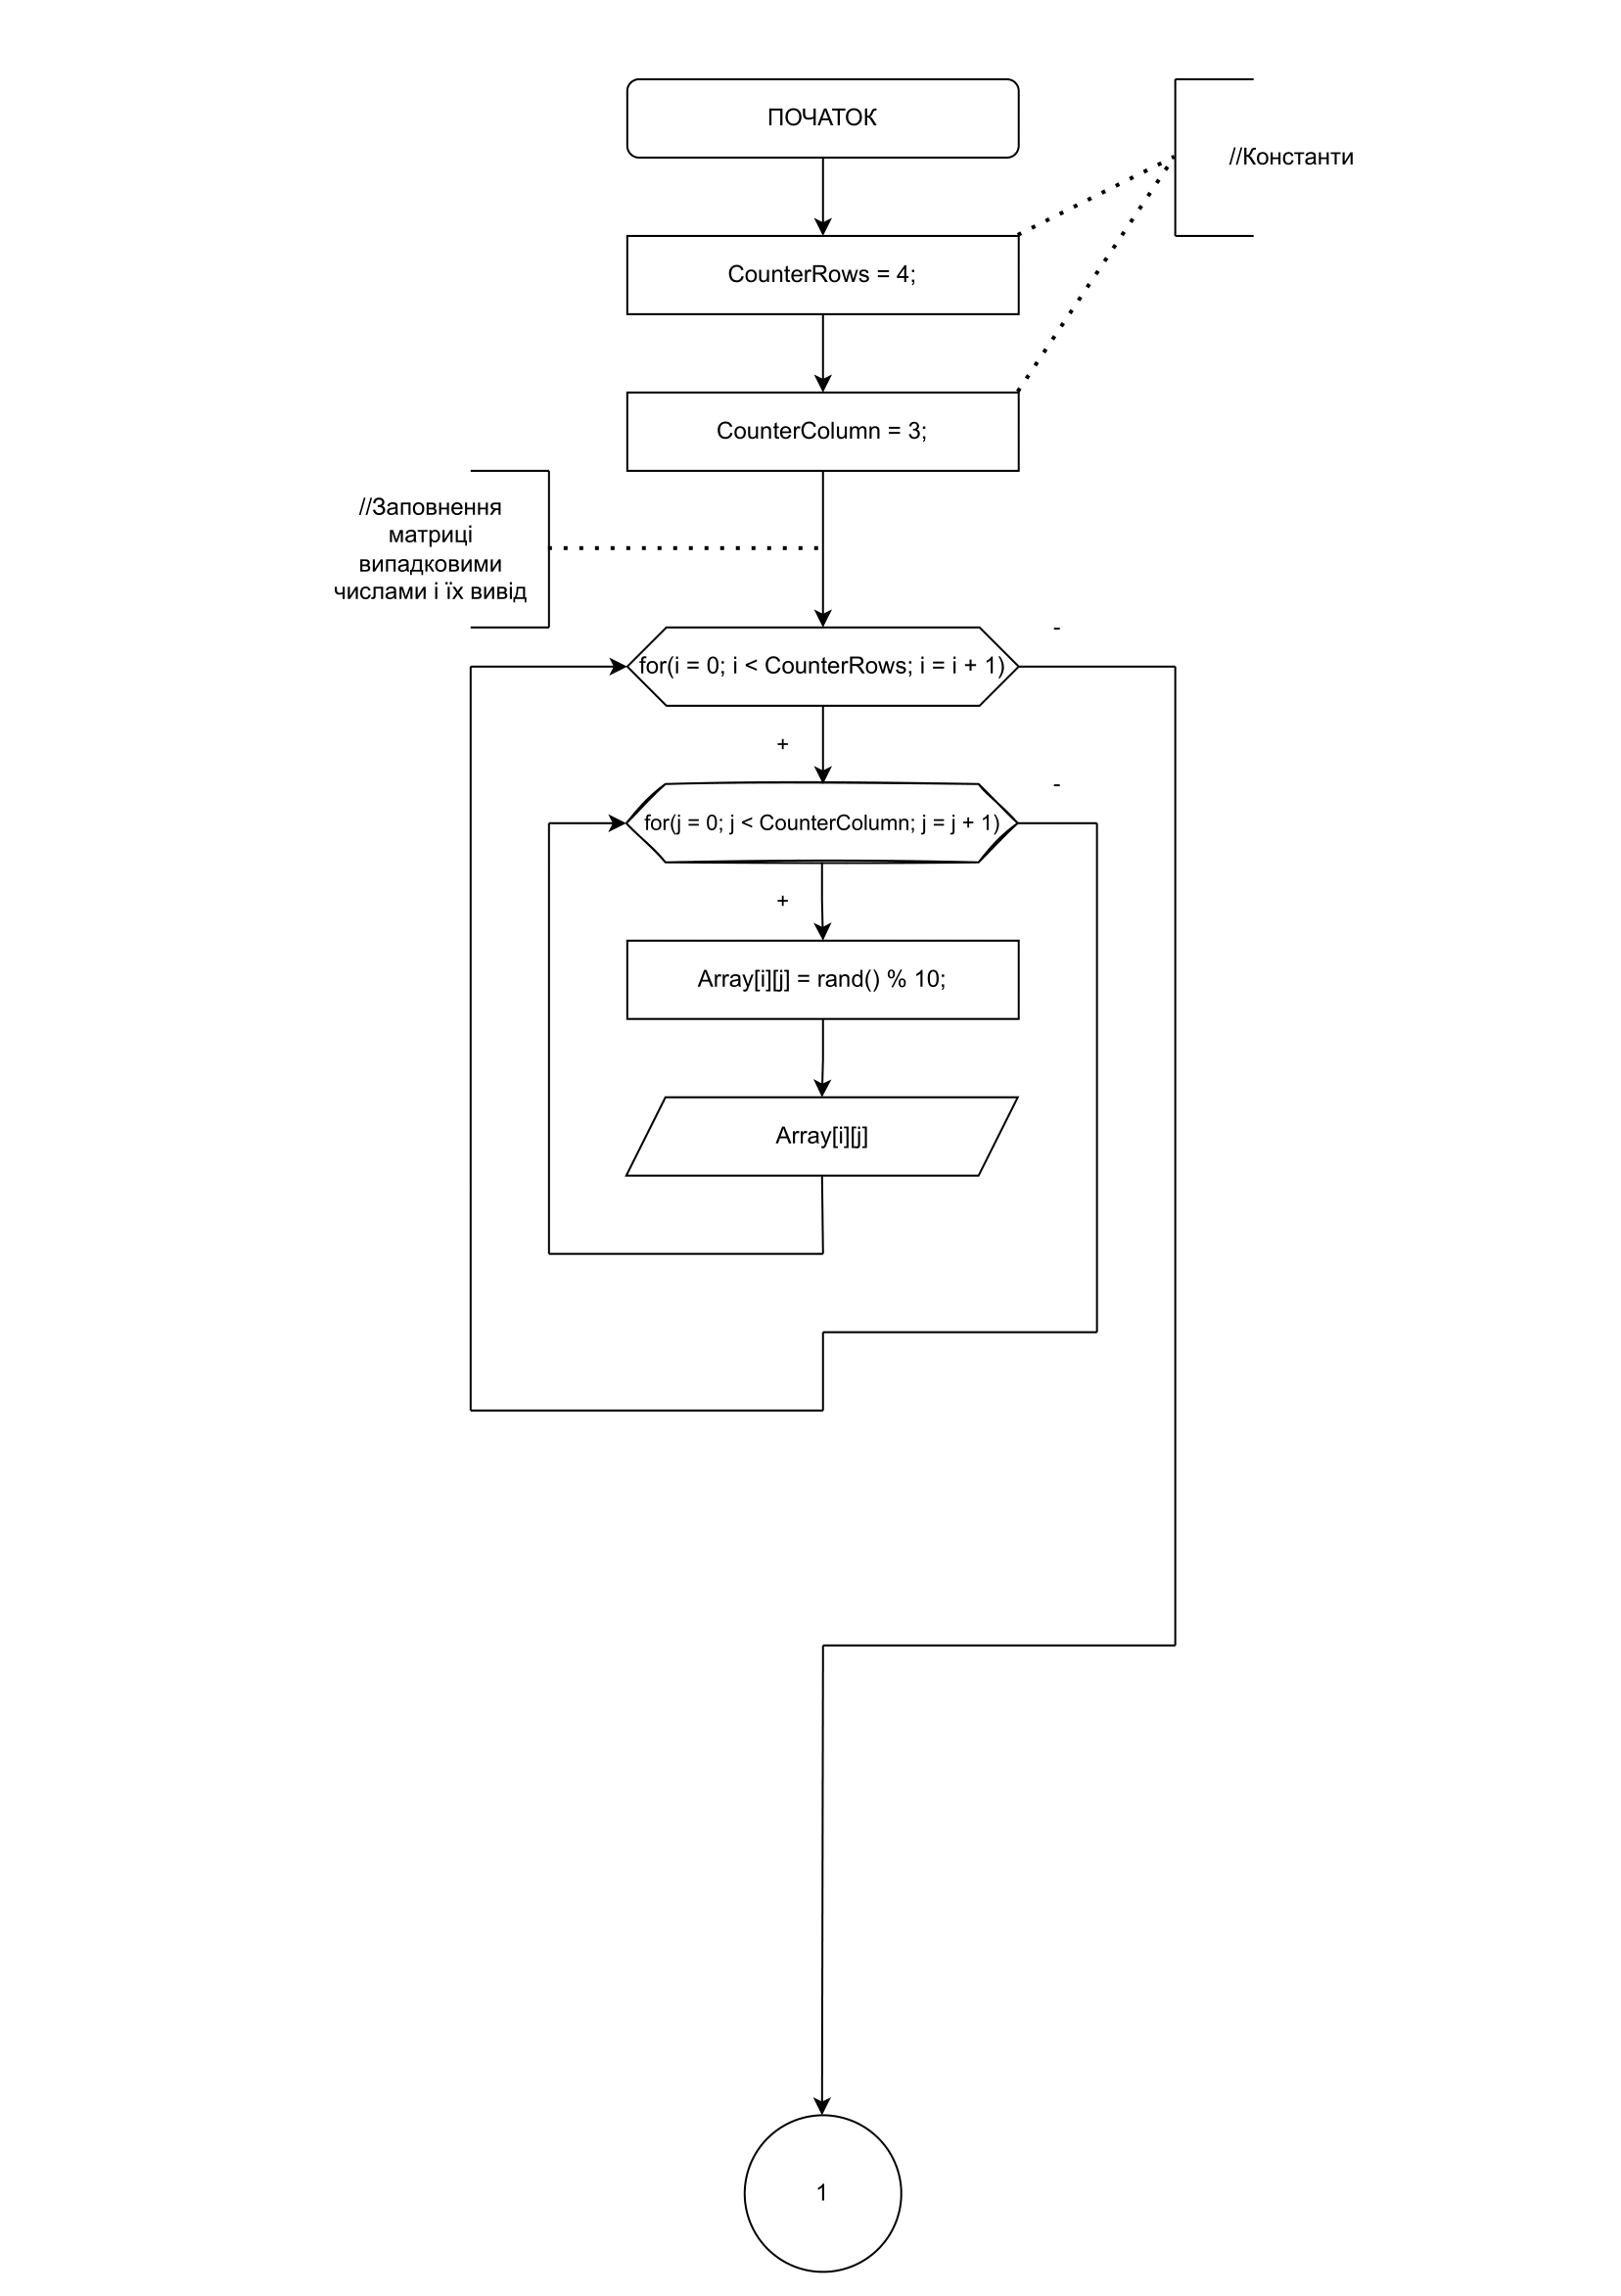 ПОЧАТОК
//Константи
CounterRows = 4;
CounterColumn = 3;
//Заповнення
матриці
випадковими
числами і їх вивід
-
for(i = 0; i < CounterRows; i = i + 1)
+
-
for(j = 0; j < CounterColumn; j = j + 1)
+
Array[i][j] = rand() % 10;
Array[i][j]
1